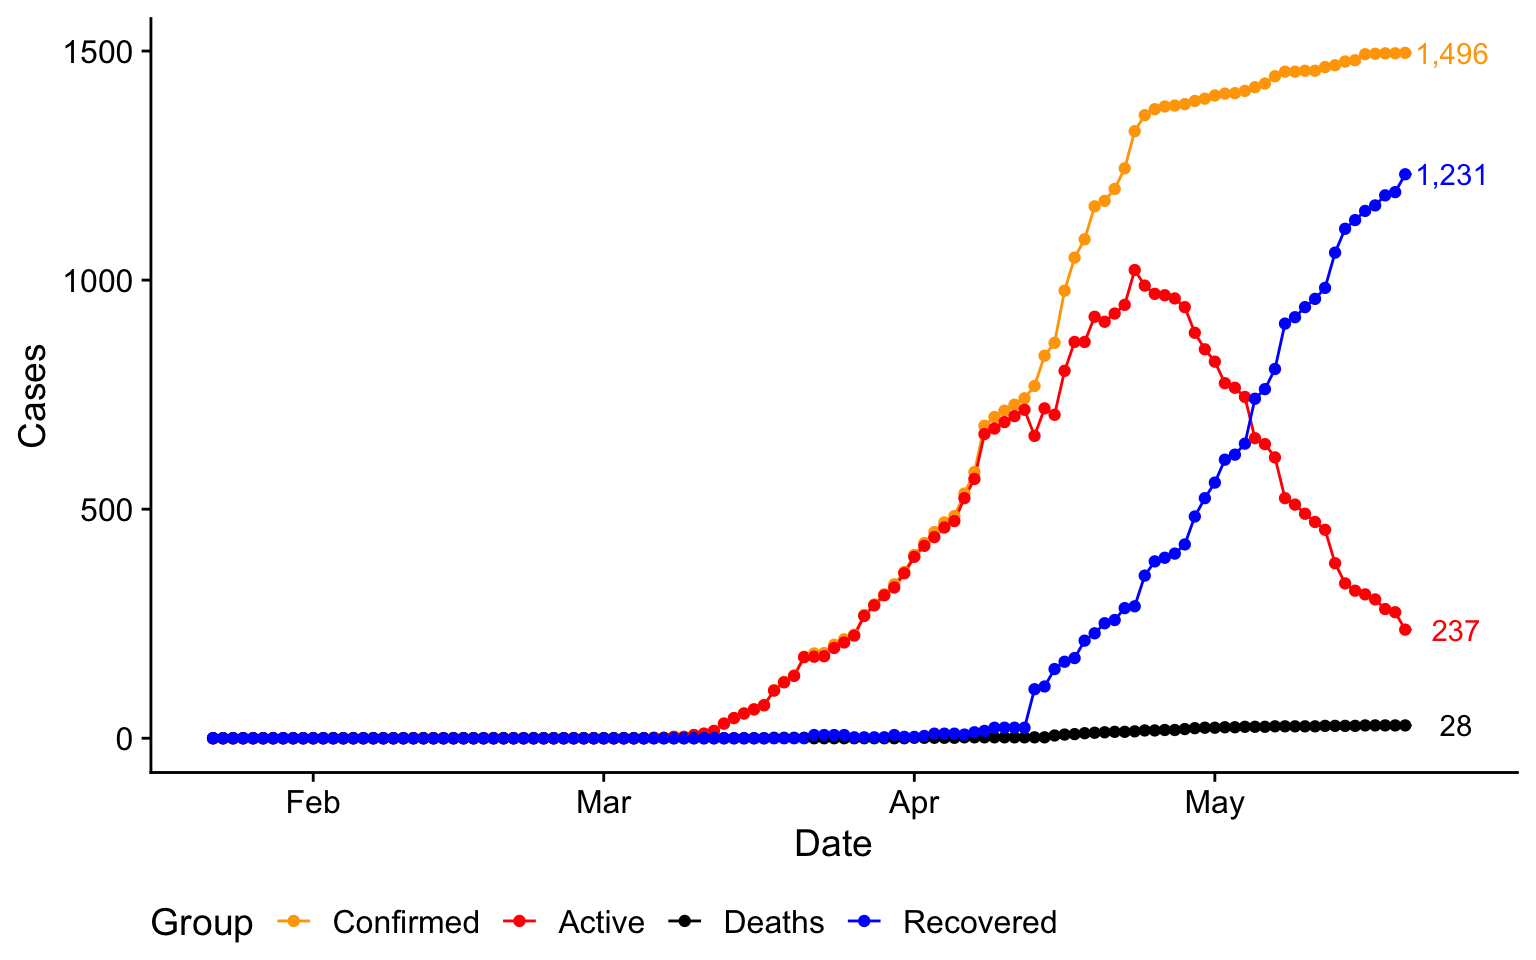 1500
1,496
1,231
1000
Cases
500
237
28
0
Feb Mar Apr May
Date
Group Confirmed Active Deaths Recovered